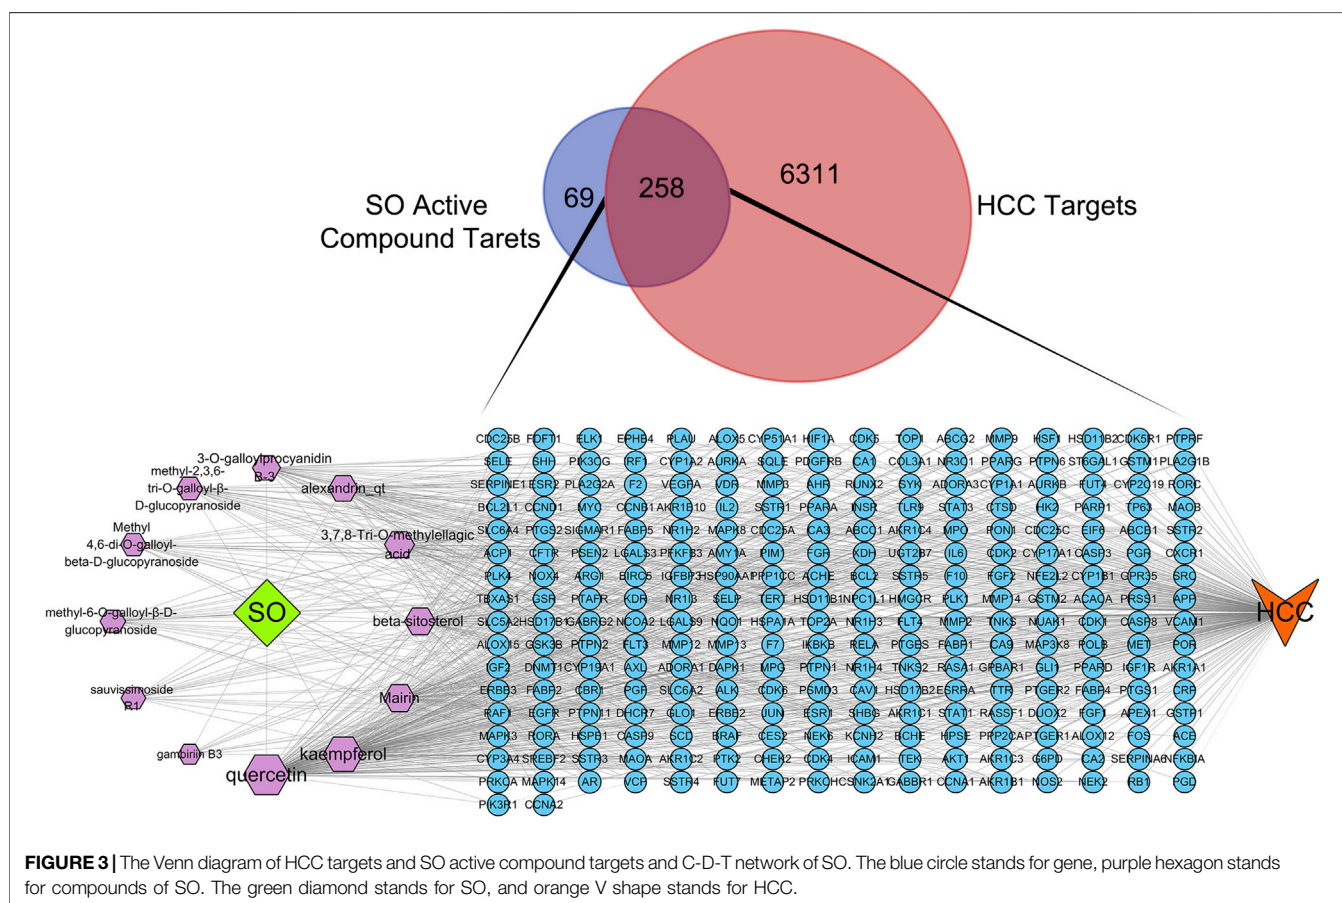 69
258
6311
SO Active
Compound Tarets
HCC Targets
3-O-galloylprocyanidin
B-3
methyl-2,3,6-
tri-O-galloyl-β-
D-glucopyranoside
alexandrin_qt
Methyl
4,6-di-O-galloyl-
beta-D-glucopyranoside
3,7,8-Tri-O-methylellagic
acid
SO
methyl-6-O-galloyl-β-D-
glucopyranoside
beta-sitosterol
sauvissimoside
R1
Mairin
gambiriin B3
kaempferol
quercetin
CDC25B FDFT1 ELK1 EPHB4 PLAU ALOX5 CYP51A1 HIF1A CDK5 TOP1 ABCG2 MMP9 HSF1 HSD11B2 CDK5R1 PTPRF
SELE SHH PIK3CG IRF1 CYP1A2 AURKA SQLE PDGFRB CA1 COL3A1 NR3C1 PPARG PTPN6 ST6GAL1 GSTM1 PLA2G1B
SERPINE1 ESR2 PLA2G2A F2 VEGFA VDR MMP3 AHR RUNX2 SYK ADORA3 CYP1A1 AURKB FUT4 CYP2C19 RORC
BCL2L1 CCND1 MYC CCNB1 AKR1B10 IL2 SSTR1 PPARA INSR TLR9 STAT3 CTSD HK2 PARP1 TP63 MAOB
SLC6A4 PTGS2 SIGMAR1 FABP5 NR1H2 MAPK8 CDC25A CA3 ABCC1 AKR1C4 MPO PON1 CDC25C EIF6 ABCB1 SSTR2
ACP1 CFTR PSEN2 LGALS3 PFKFB3 AMY1A PIM1 FGR XDH UGT2B7 IL6 CDK2 CYP17A1 CASP3 PGR CXCR1
PLK4 NOX4 ARG1 BIRC5 IGFBP3 HSP90AA1 PPP1CC ACHE BCL2 SSTR5 F10 FGF2 NFE2L2 CYP1B1 GPR35 SRC
TBXAS1 GSR PTAFR KDR NR1I3 SELP TERT HSD11B1 NPC1L1 HMGCR PLK1 MMP14 GSTM2 ACACA PRSS1 APP
SLC5A2 HSD17B1 GABRG2 NCOA2 LGALS9 NQO1 HSPA1A TOP2A NR1H3 FLT4 MMP2 TNKS NUAK1 CDK1 CASP8 VCAM1
ALOX15 GSK3B PTPN2 FLT3 MMP12 MMP13 F7 IKBKB RELA PTGES FABP1 CA9 MAP3K8 POLB MET POR
IGF2 DNMT1 CYP19A1 AXL ADORA1 DAPK1 MPG PTPN1 NR1H4 TNKS2 RASA1 GPBAR1 GLI1 PPARD IGF1R AKR1A1
ERBB3 FABP2 CBR1 PGF SLC6A2 ALK CDK6 PSMD3 CAV1 HSD17B2 ESRRA TTR PTGER2 FABP4 PTGS1 CRP
RAF1 EGFR PTPN11 DHCR7 GLO1 ERBB2 JUN ESR1 SHBG AKR1C1 STAT1 RASSF1 DUOX2 FGF1 APEX1 GSTP1
MAPK3 RORA HSPB1 CASP9 SCD BRAF CES2 NEK6 KCNH2 BCHE HPSE PPP2CA PTGER1 ALOX12 FOS ACE
CYP3A4 SREBF2 SSTR3 MAOA AKR1C2 PTK2 CHEK2 CDK4 ICAM1 TEK AKT1 AKR1C3 G6PD CA2 SERPINA6 NFKBIA
PRKCA MAPK14 AR VCP SSTR4 FUT7 METAP2 PRKCH CSNK2A1 GABBR1 CCNA1 AKR1B1 NOS2 NEK2 RB1 PGD
PIK3R1 CCNA2
HCC
FIGURE 3 | The Venn diagram of HCC targets and SO active compound targets and C-D-T network of SO. The blue circle stands for gene, purple hexagon stands
for compounds of SO. The green diamond stands for SO, and orange V shape stands for HCC.